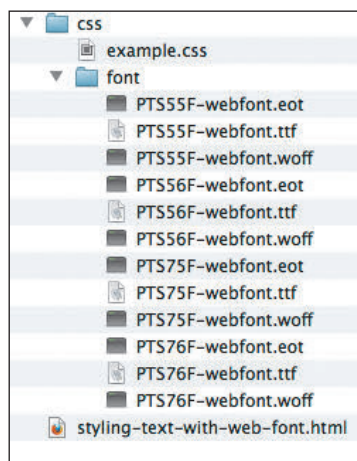 css
example.css
font
PTS55F-webfont.eot
PTS55F-webfont.ttf
PTS55F-webfont.woff
PTS56F-webfont.eot
PTS56F-webfont.ttf
PTS56F-webfont.woff
PTS75F-webfont.eot
PTS75F-webfont.ttf
PTS75F-webfont.woff
PTS76F-webfont.eot
PTS76F-webfont.ttf
PTS76F-webfont.woff
styling-text-with-web-font.html